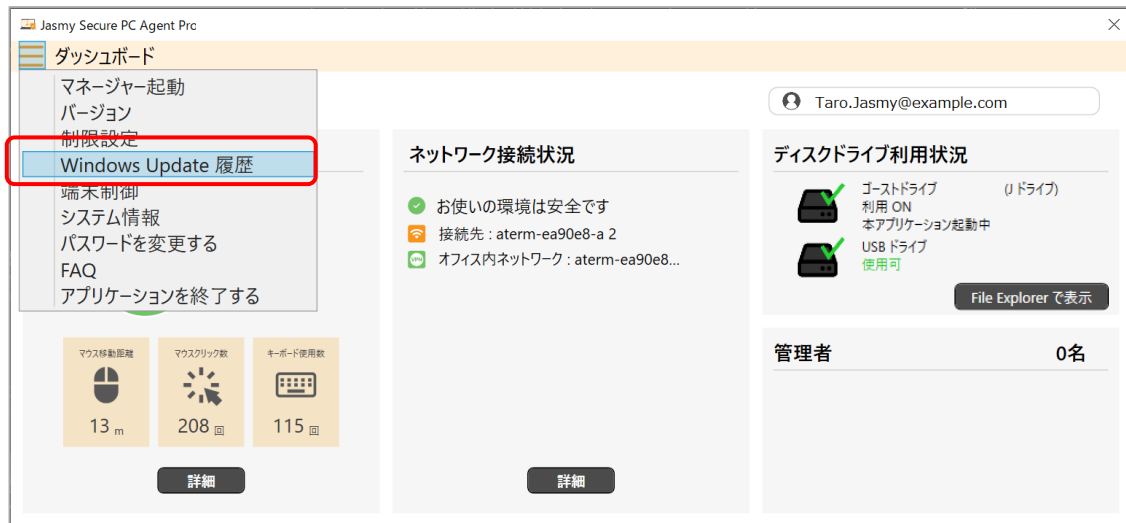 Jasmy Secure PC Agent Pro
ダッシュボード
マネージャー起動
バージョン
制限設定
Windows Update 履歴
端末制御
システム情報
パスワードを変更する
FAQ
アプリケーションを終了する
Taro.Jasmy@example.com
マウス移動距離
13 m
マウスクリック数
208 回
キーボード使用数
115 回
詳細
ネットワーク接続状況
お使いの環境は安全です
接続先 : aterm-ea90e8-a 2
VPN
オフィス内ネットワーク : aterm-ea90e8...
詳細
ディスクドライブ利用状況
ゴーストドライブ (J ドライブ)
利用 ON
本アプリケーション起動中
USB ドライブ
使用可
File Explorer で表示
管理者 0名